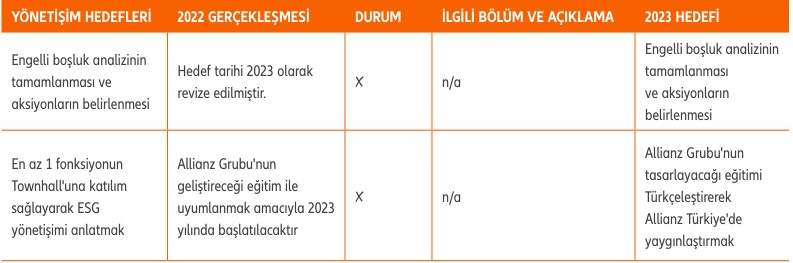 YÖNETİŞİM HEDEFLERİ
2022 GERÇEKLEŞMESİ
DURUM
İLGİLİ BÖLÜM VE AÇIKLAMA
2023 HEDEFİ
Engelli boşluk analizinin
tamamlanması ve
aksiyonların belirlenmesi
Hedef tarihi 2023 olarak
revize edilmiştir.
X
n/a
Engelli boşluk analizinin
tamamlanması
ve aksiyonların
belirlenmesi
En az 1 fonksiyonun
Townhall'una katılım
sağlayarak ESG
yönetişimi anlatmak
Allianz Grubu'nun
geliştireceği eğitim ile
uyumlanmak amacıyla 2023
yılında başlatılacaktır
X
n/a
Allianz Grubu'nun
tasarlayacağı eğitimi
Türkçeleştirerek
Allianz Türkiye'de
yaygınlaştırmak